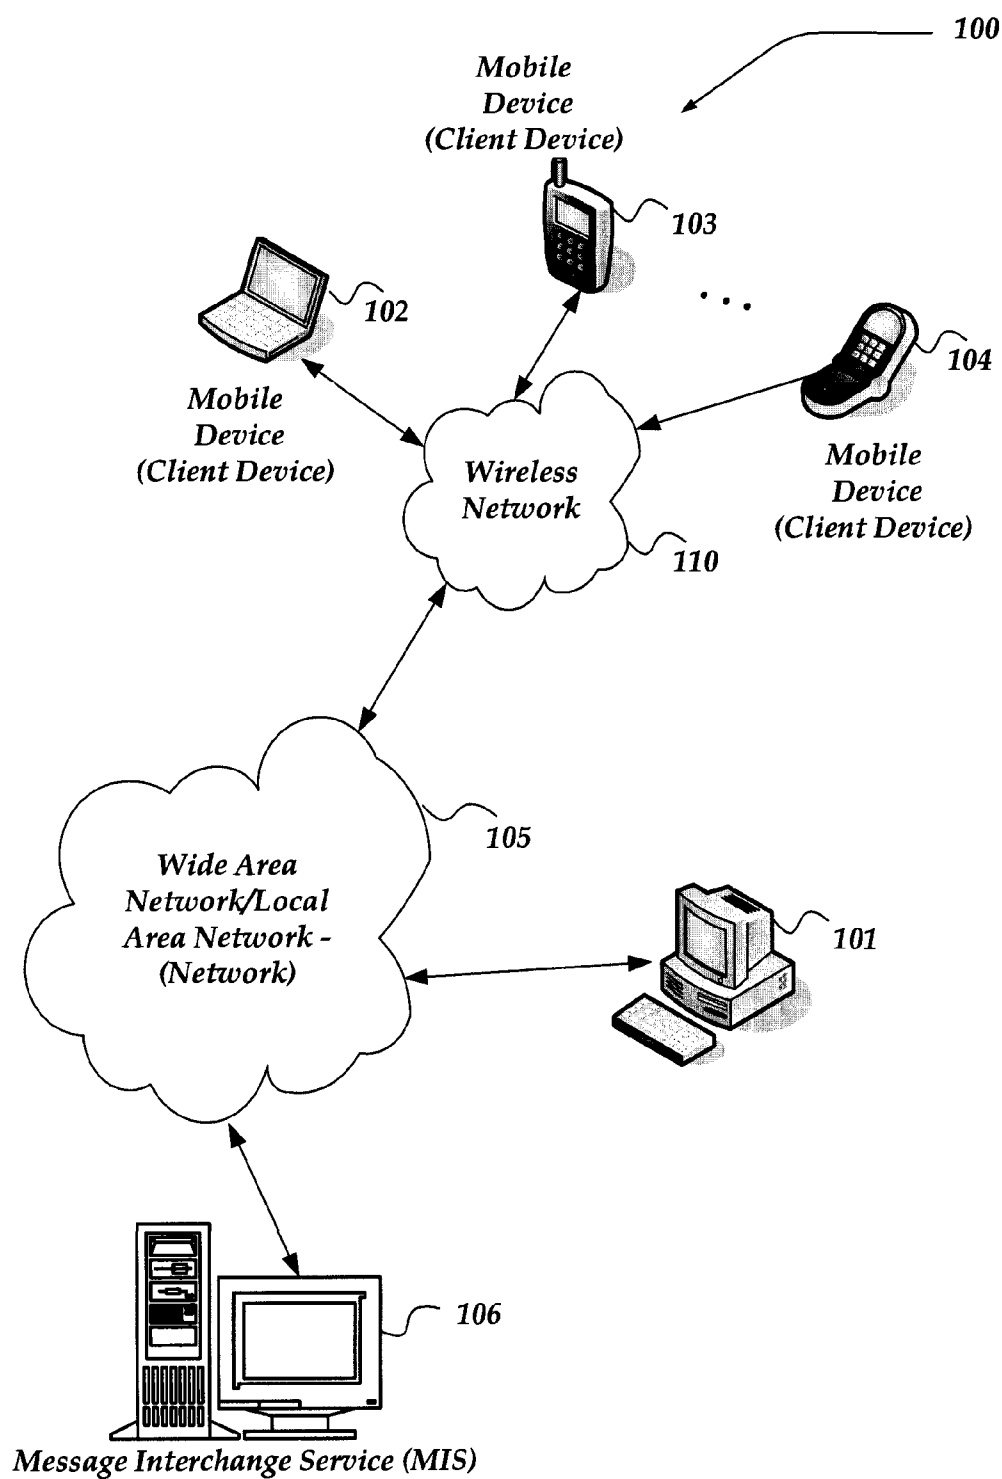 100
Mobile
Device
(Client Device)
103
102
...
104
Mobile
Device
(Client Device)
Mobile
Device
(Client Device)
Wireless
Network
110
105
Wide Area
Network/Local
Area Network -
(Network)
101
106
Message Interchange Service (MIS)